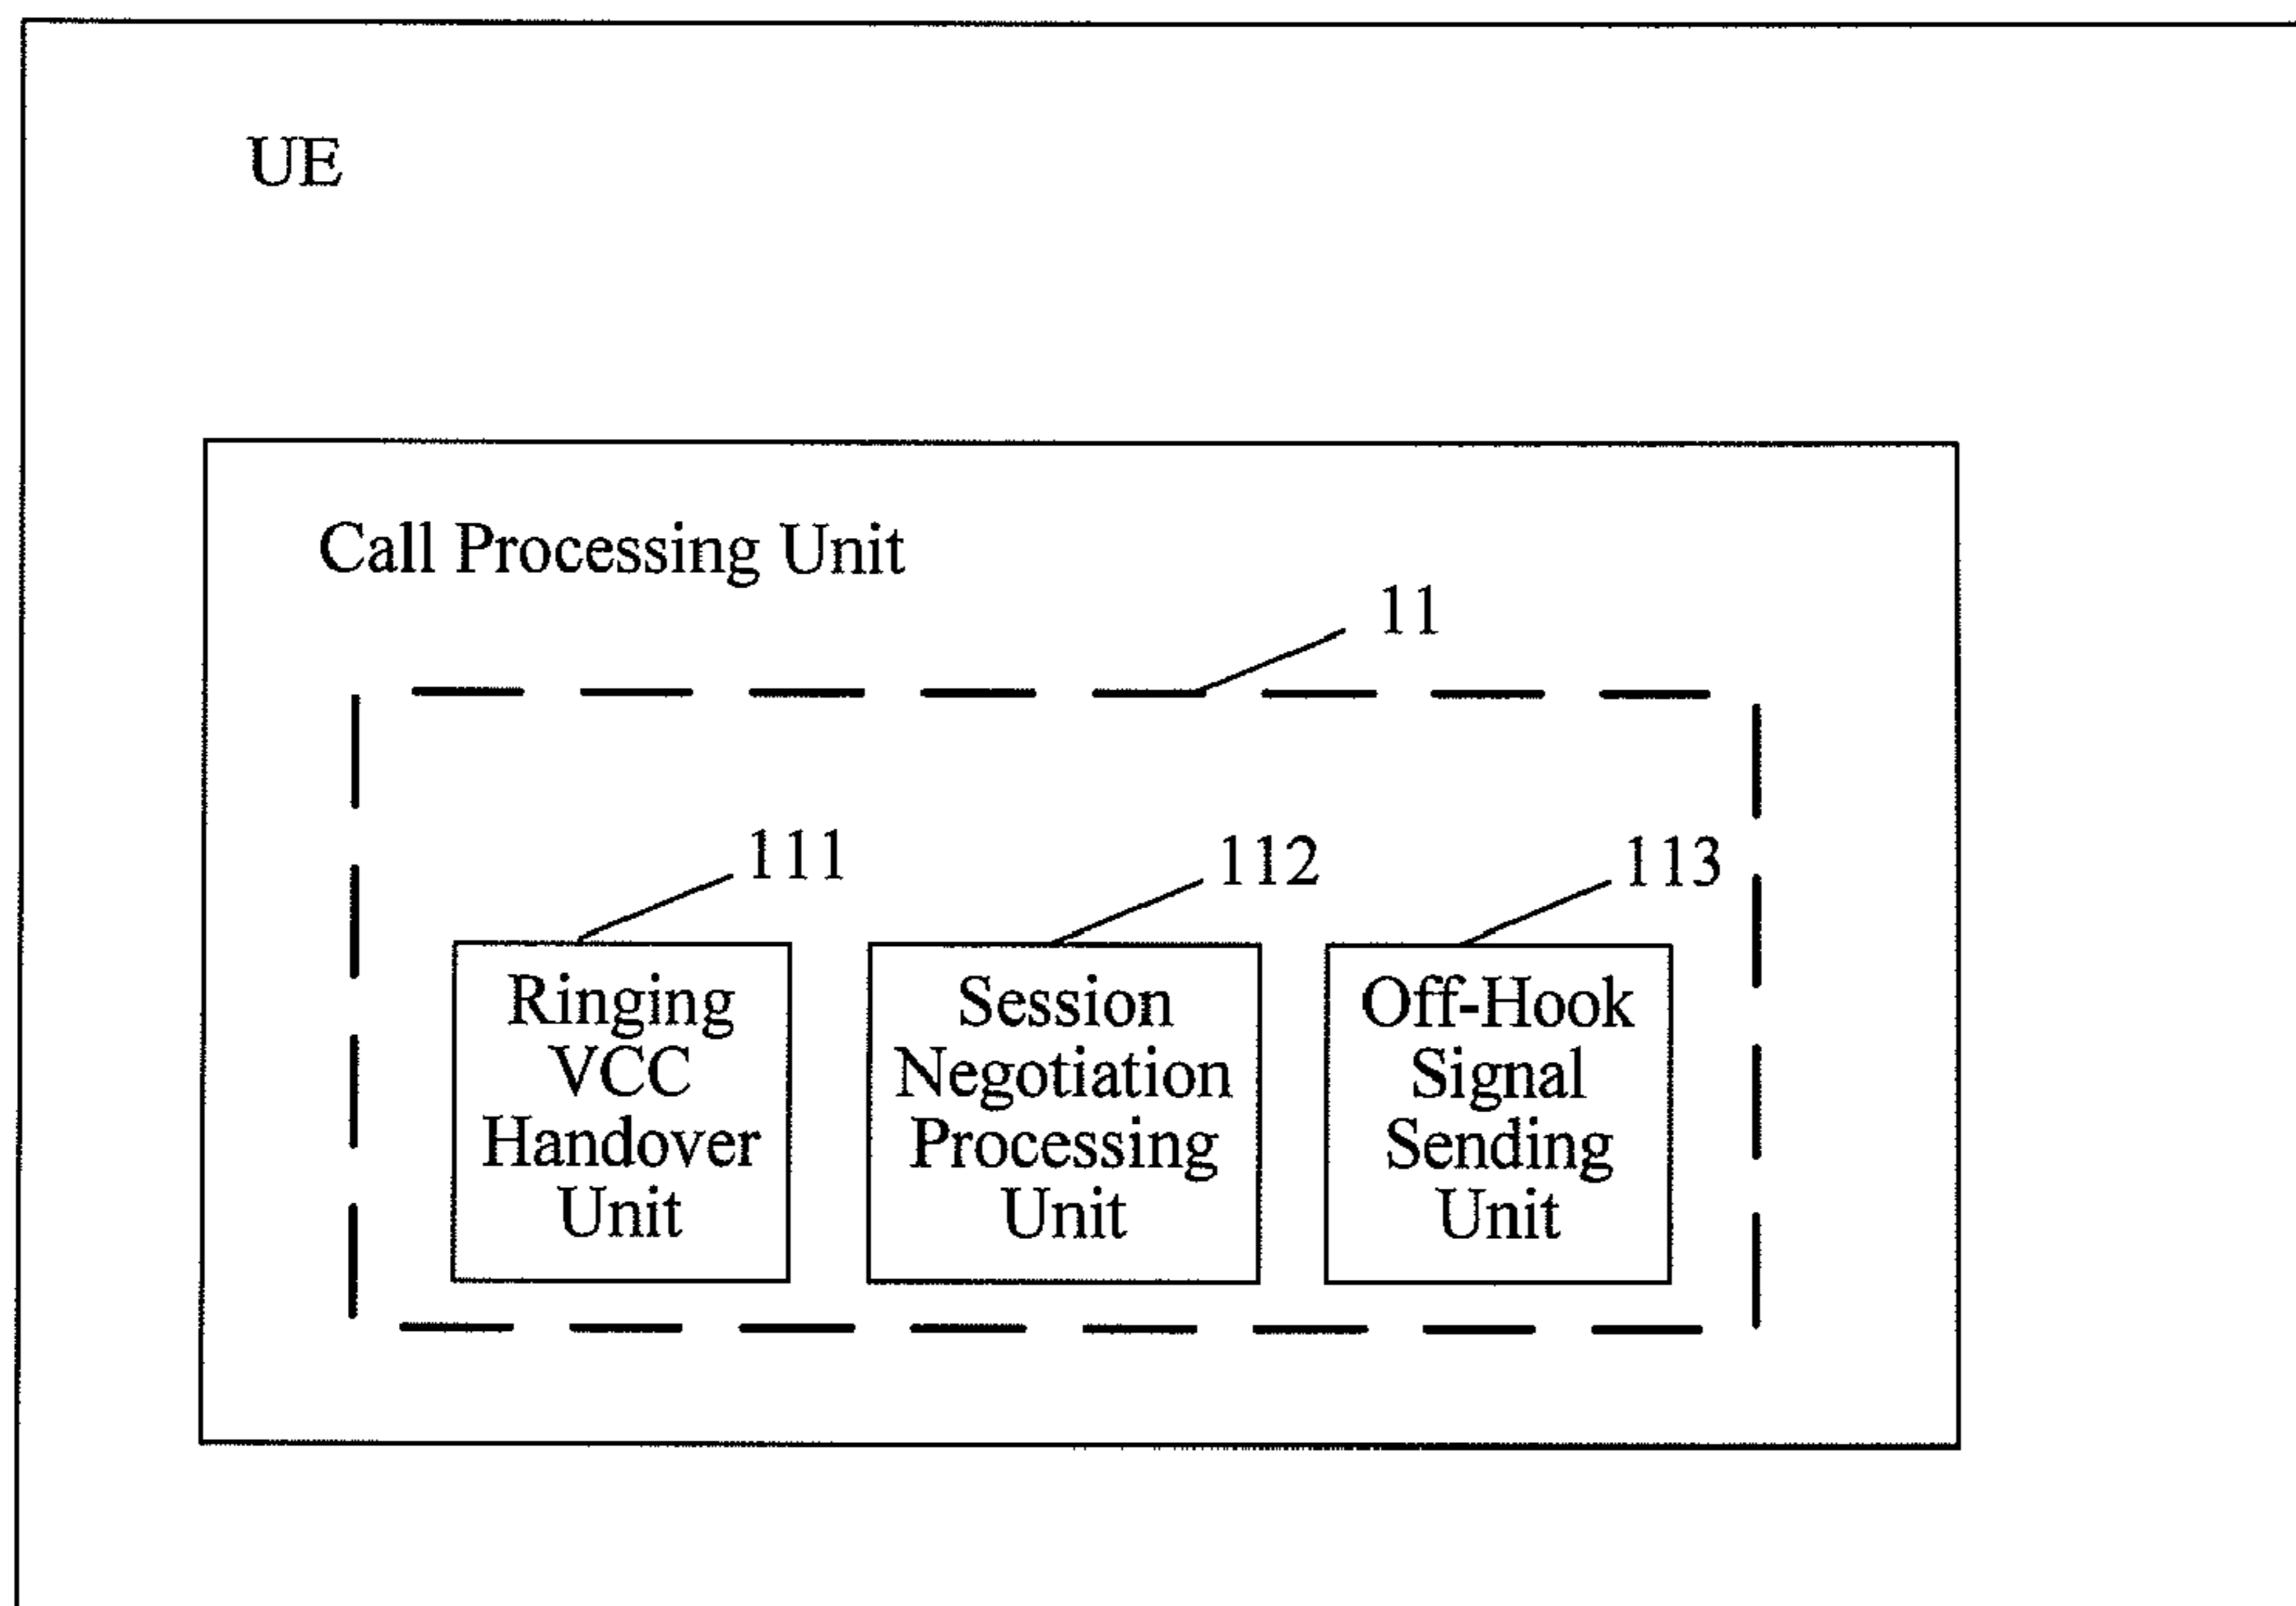 UE
Call Processing Unit
11
111
112
113
Ringing
VCC
Handover
Unit
Session
Negotiation
Processing
Unit
Off-Hook
Signal
Sending
Unit